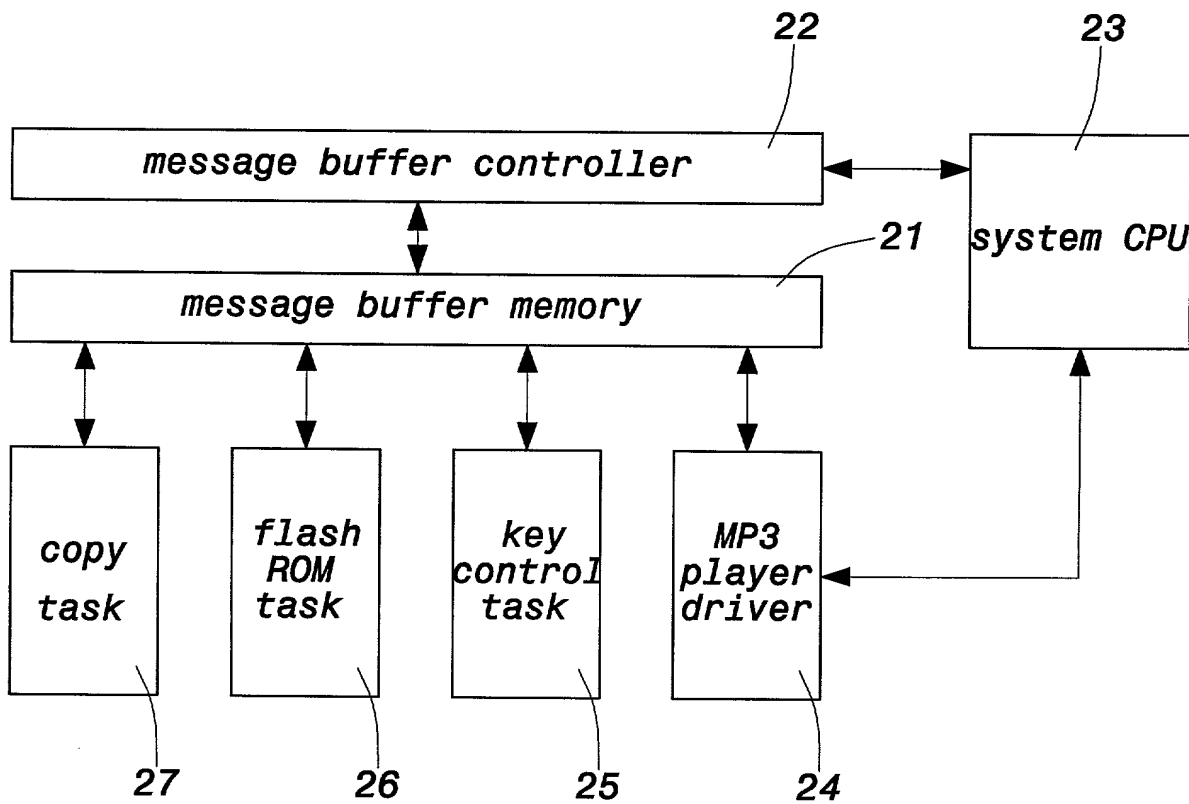 22
23
message buffer controller
21
system CPU
message buffer memory
copy
task
flash
ROM
task
key
control
task
MP3
player
driver
27
26
25
24